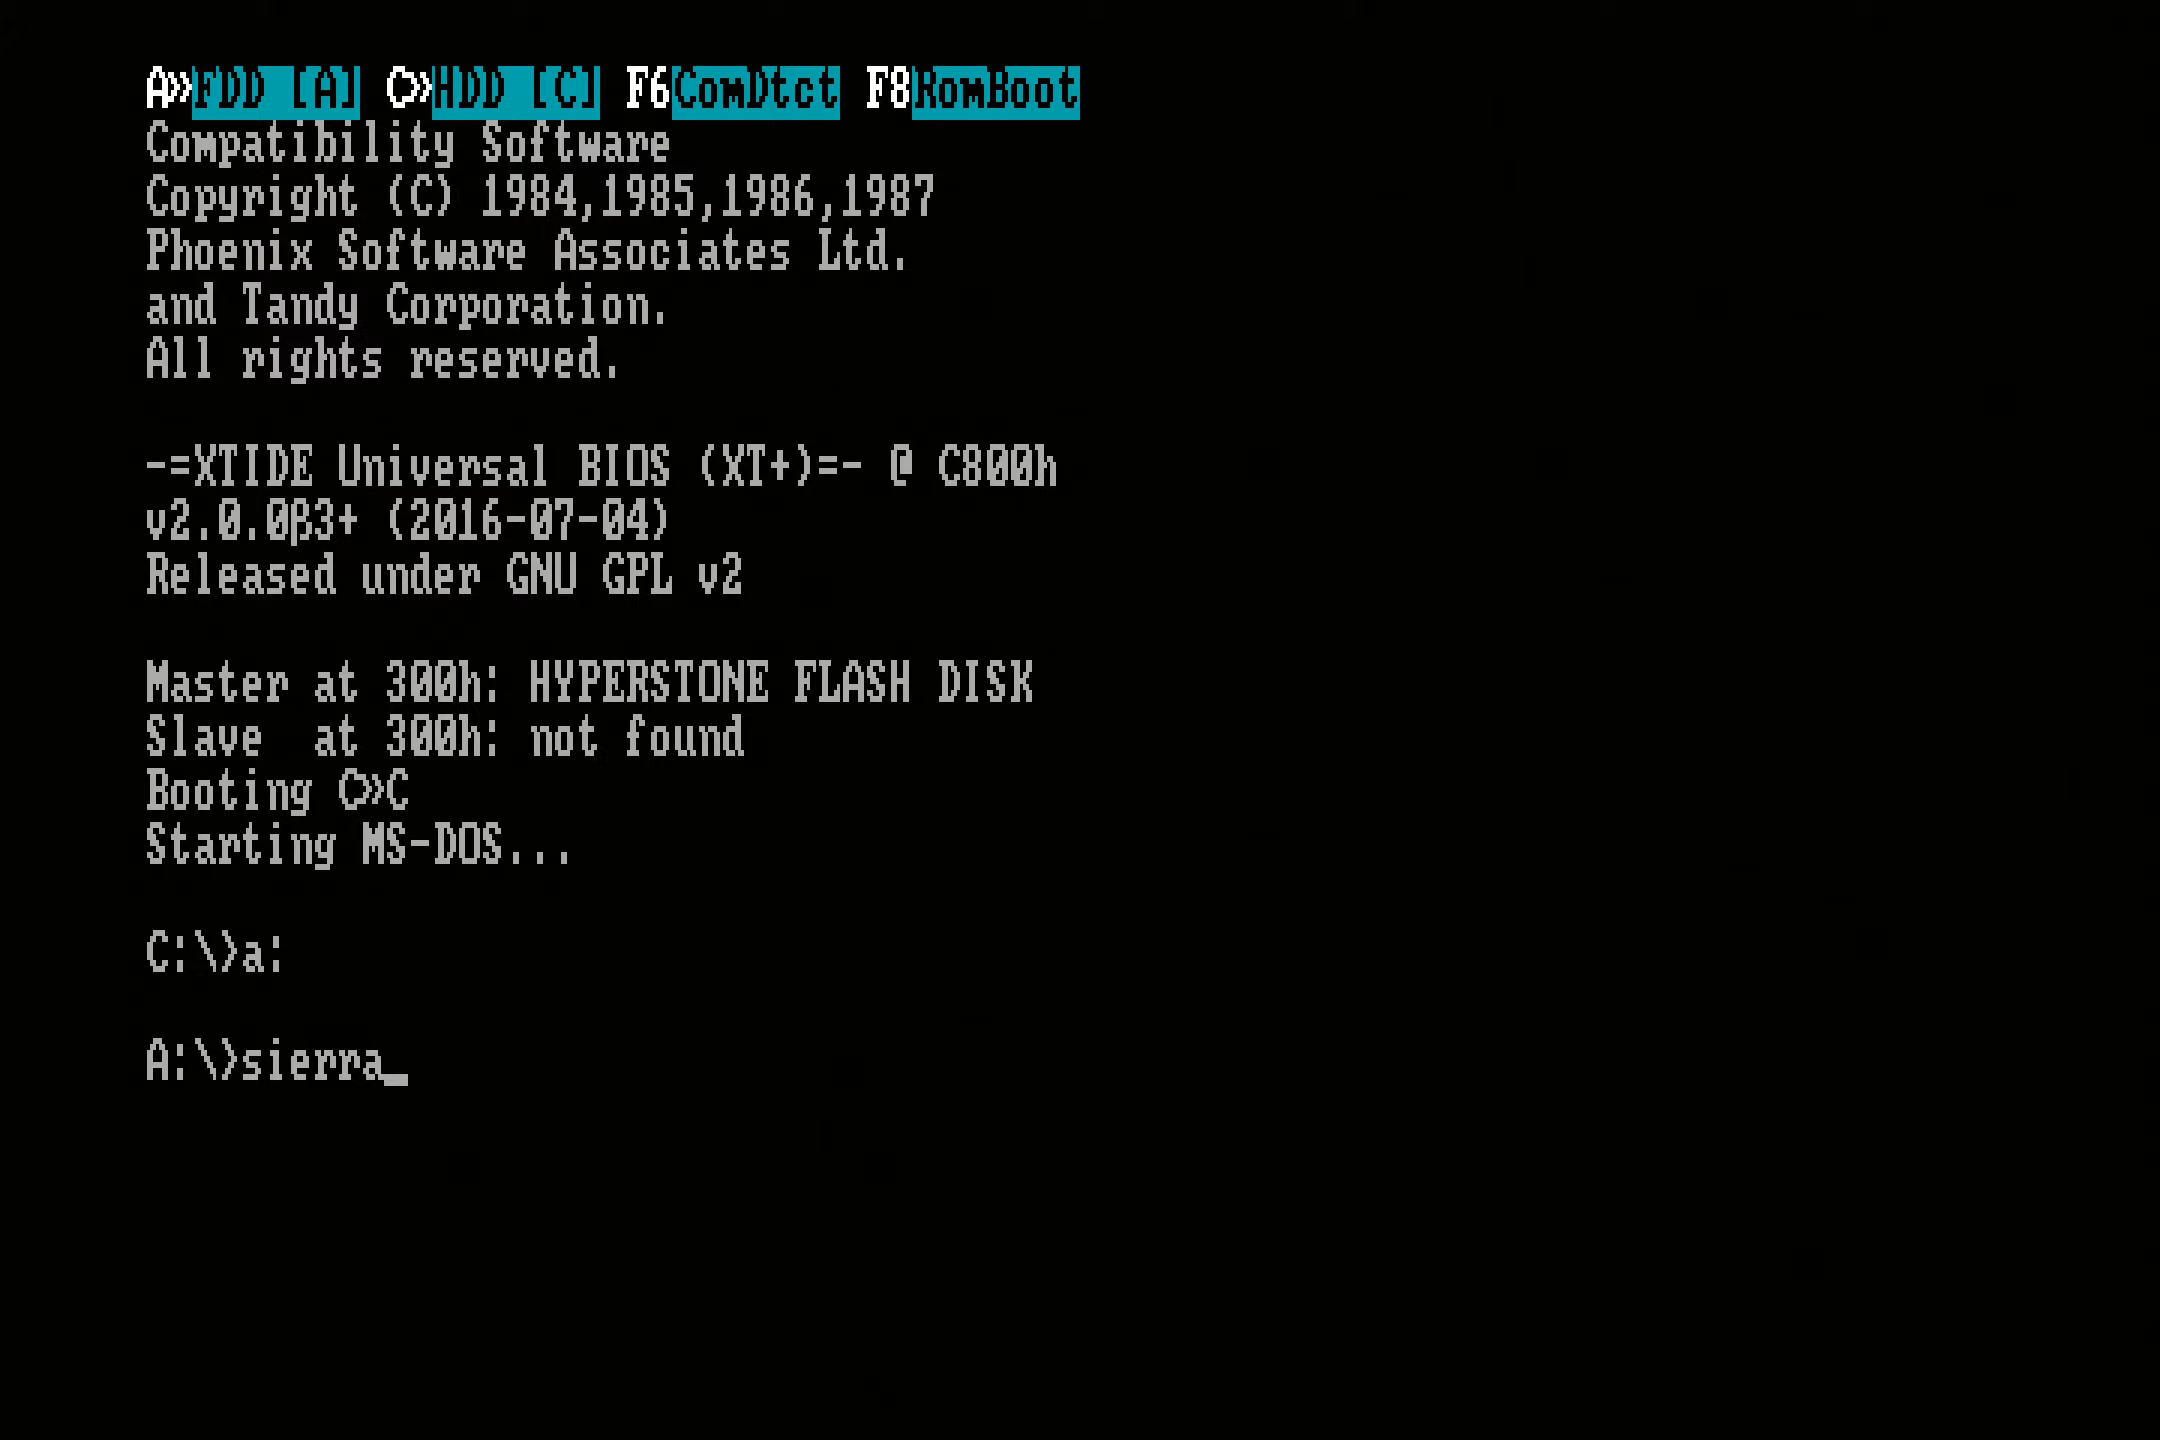 A»FDD [A] C»HDD [C] F6ComDtct F8RomBoot
Compatibility Software
Copyright (C) 1984,1985,1986,1987
Phoenix Software Associates Ltd.
and Tandy Corporation.
All rights reserved.
-=XTIDE Universal BIOS (XT+)=- @ C800h
v2.0.0β3+ (2016-07-04)
Released under GNU GPL v2
Master at 300h: HYPERSTONE FLASH DISK
Slave  at 300h: not found
Booting C»C
Starting MS-DOS...
C:\>a:
A:\>sierra_